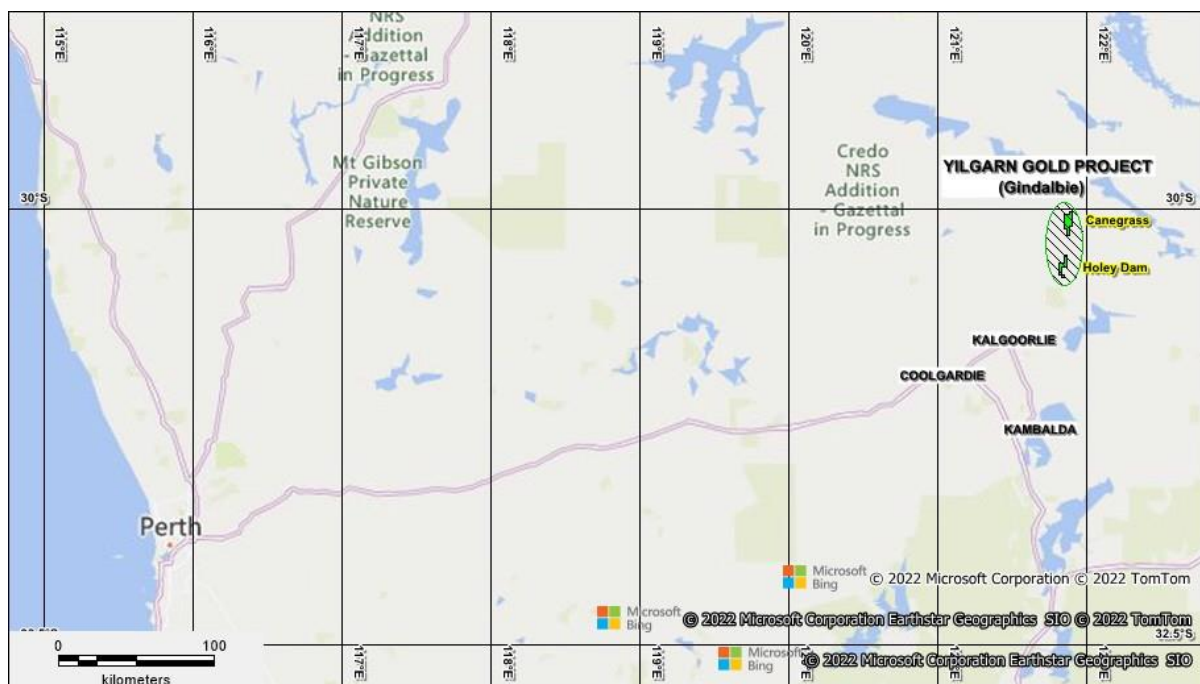 115°E
116°E
117°E
118°E
119°E
120°E
121°E
122°E
NRS
Addition
- Gazettal
in Progress
Mt Gibson
Private
Nature
Reserve
Credo
NRS
Addition
- Gazettal
in Progress
YILGARN GOLD PROJECT
(Gindalbie)
30°S
30°S
Canegrass
Holey Dam
KALGOORLIE
COOLGARDIE
KAMBALDA
Perth
Microsoft
Bing
© 2022 Microsoft Corporation © 2022 TomTom
Microsoft
Bing
© 2022 Microsoft Corporation Earthstar Geographics SIO © 2022 TomTom
32.5°S
0
100
kilometers
117°E
118°E
119°E
120°E
121°E
122°E
Microsoft
Bing
© 2022 Microsoft Corporation Earthstar Geographics SIO